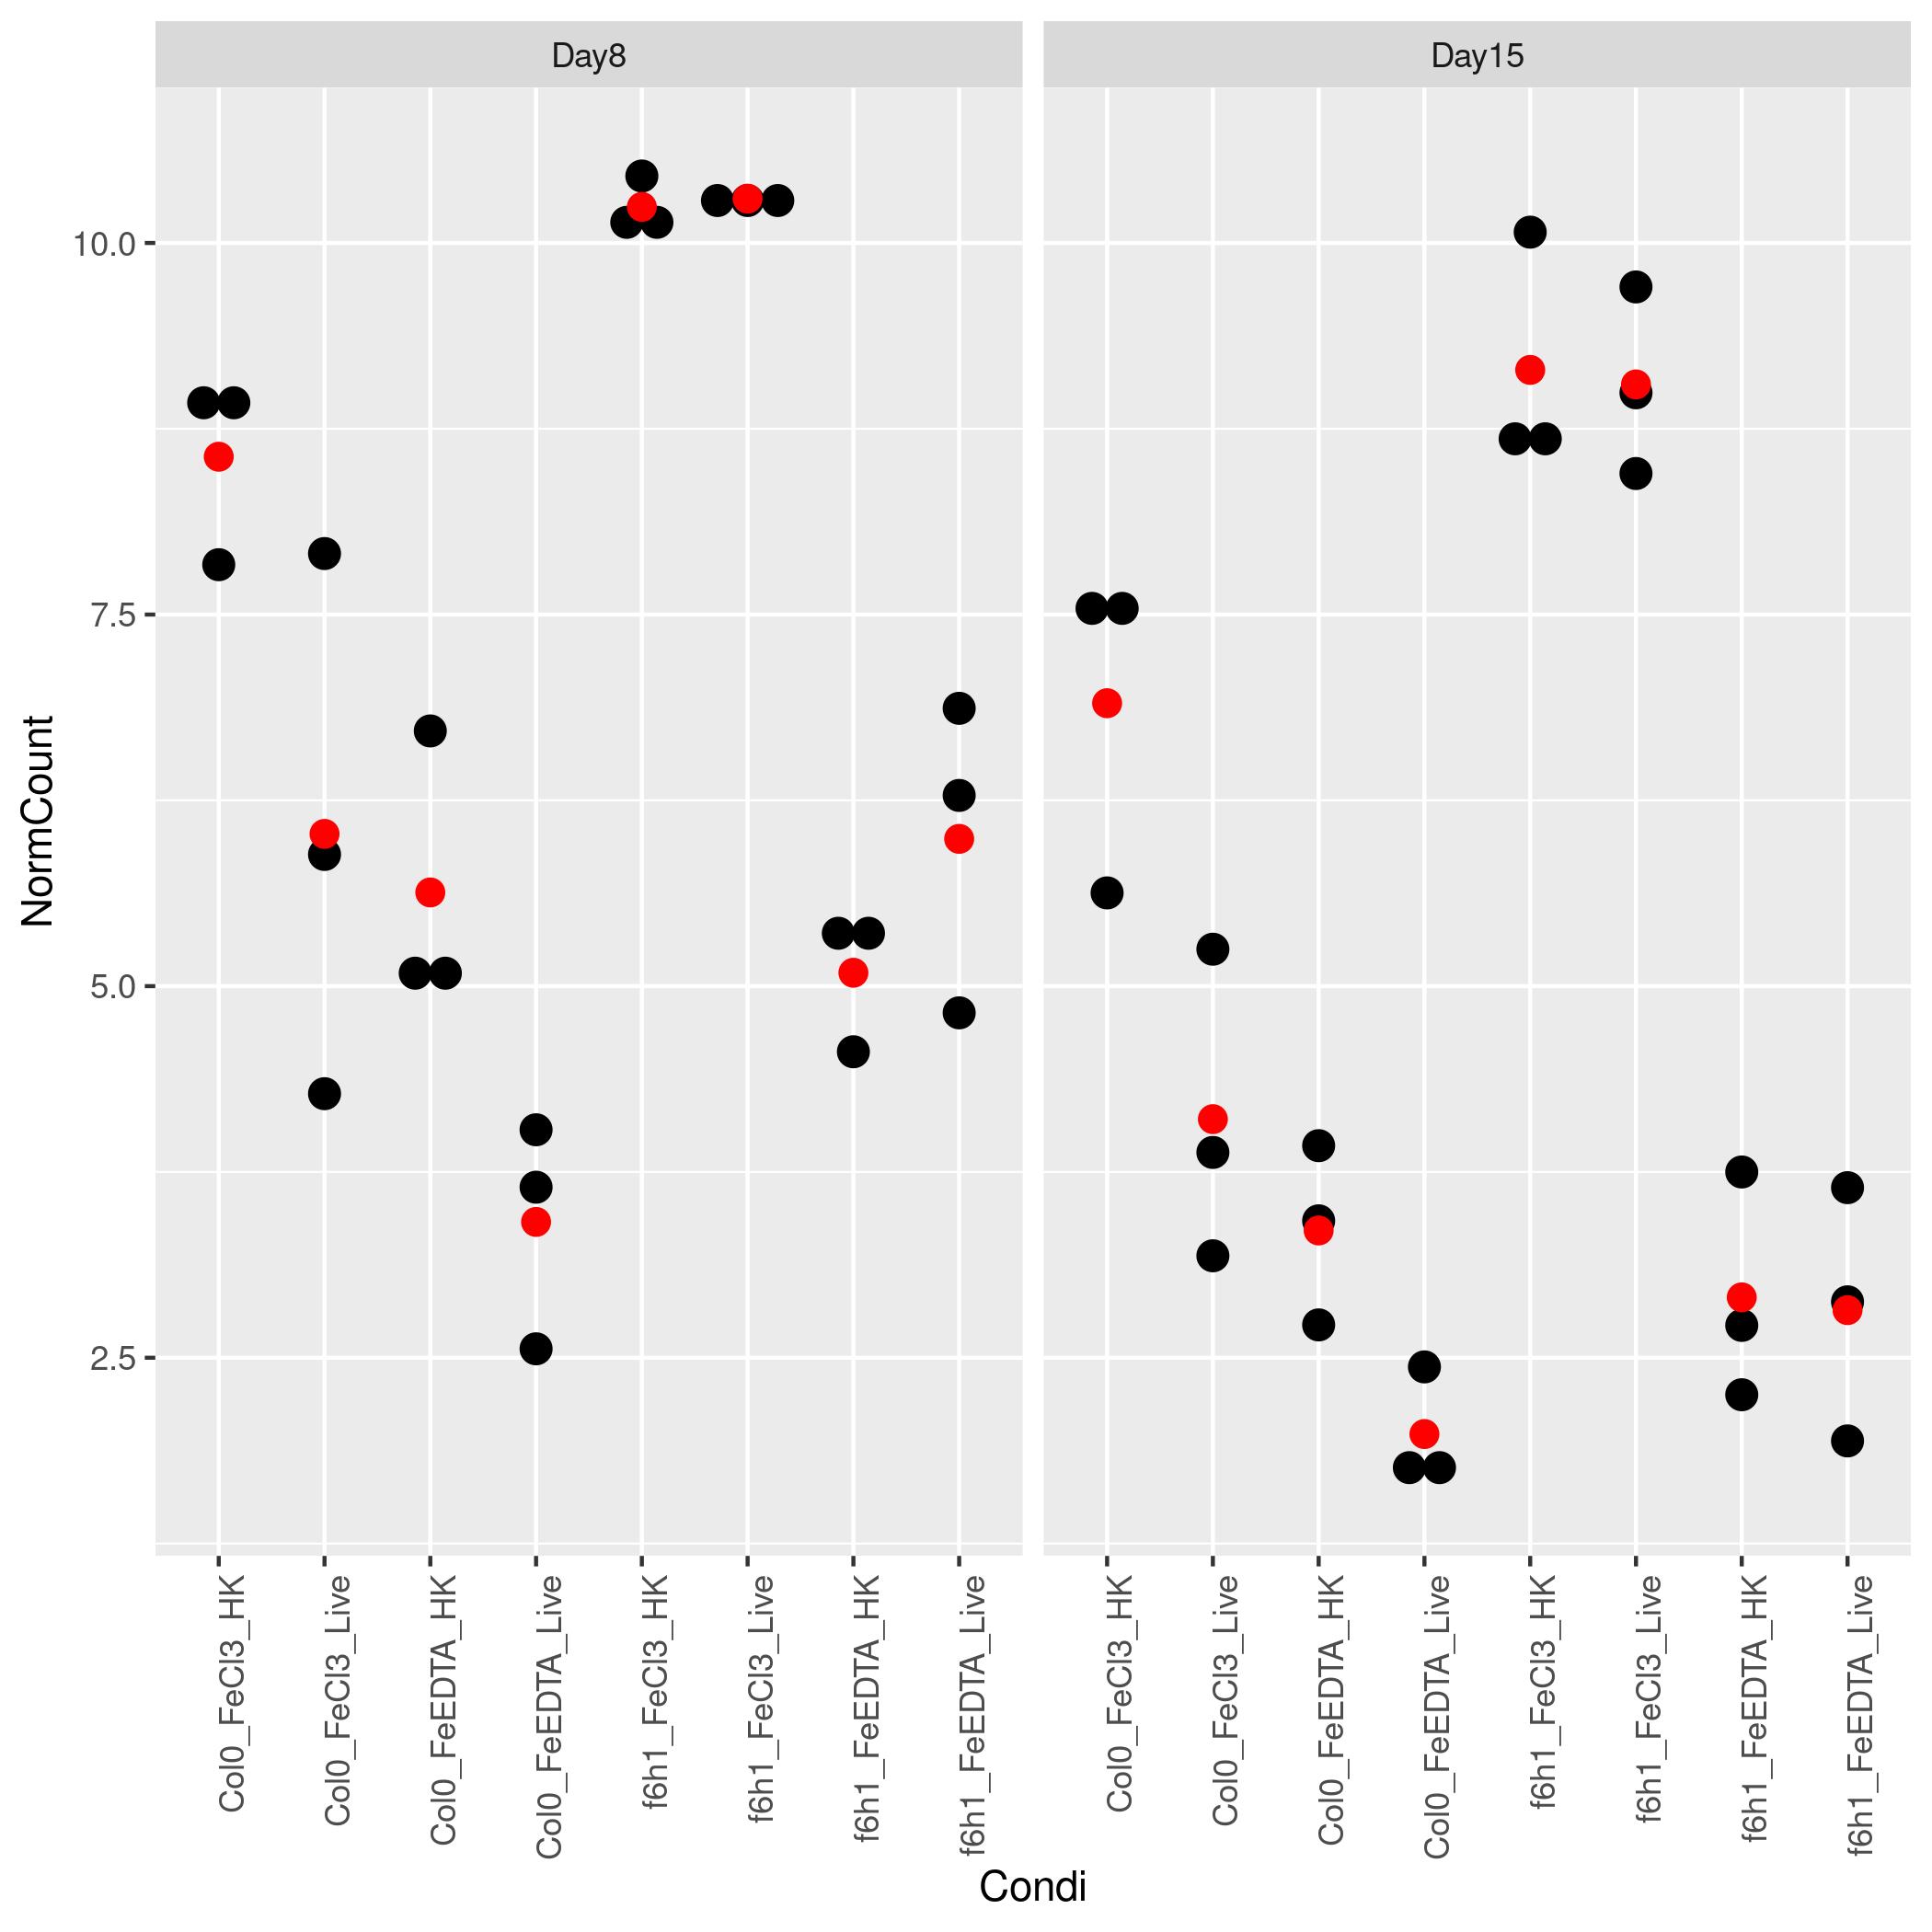 Day8
Day15
NormCount
10.0
7.5
5.0
2.5
Col0_FeCl3_HK
Col0_FeCl3_Live
Col0_FeEDTA_HK
Col0_FeEDTA_Live
f6h1_FeCl3_HK
f6h1_FeCl3_Live
f6h1_FeEDTA_HK
f6h1_FeEDTA_Live
Col0_FeCl3_HK
Col0_FeCl3_Live
Col0_FeEDTA_HK
Col0_FeEDTA_Live
f6h1_FeCl3_HK
f6h1_FeCl3_Live
f6h1_FeEDTA_HK
f6h1_FeEDTA_Live
Condi